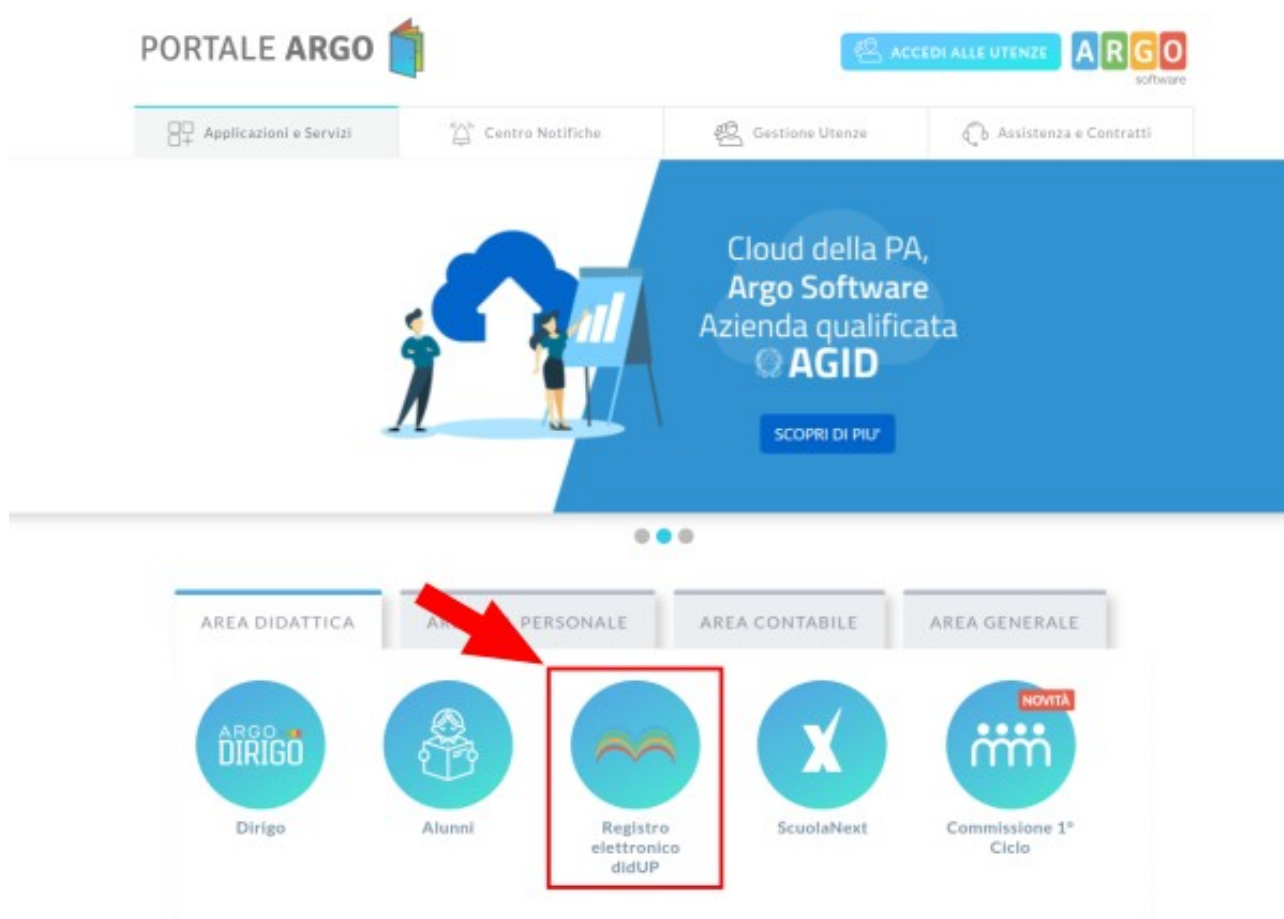 PORTALE ARGO
ACCEDI ALLE UTENZE
ARGO
software
Applicazioni e Servizi
Centro Notifiche
Gestione Utenze
Assistenza e Contratti
Cloud della PA,
Argo Software
Azienda qualificata
AGID
SCOPRI DI PIU'
AREA DIDATTICA
PERSONALE
AREA CONTABILE
AREA GENERALE
NOVITÀ
ARGO
DIRIGO
Dirigo
Alunni
Registro
elettronico
didUP
ScuolaNext
Commissione 1°
Ciclo